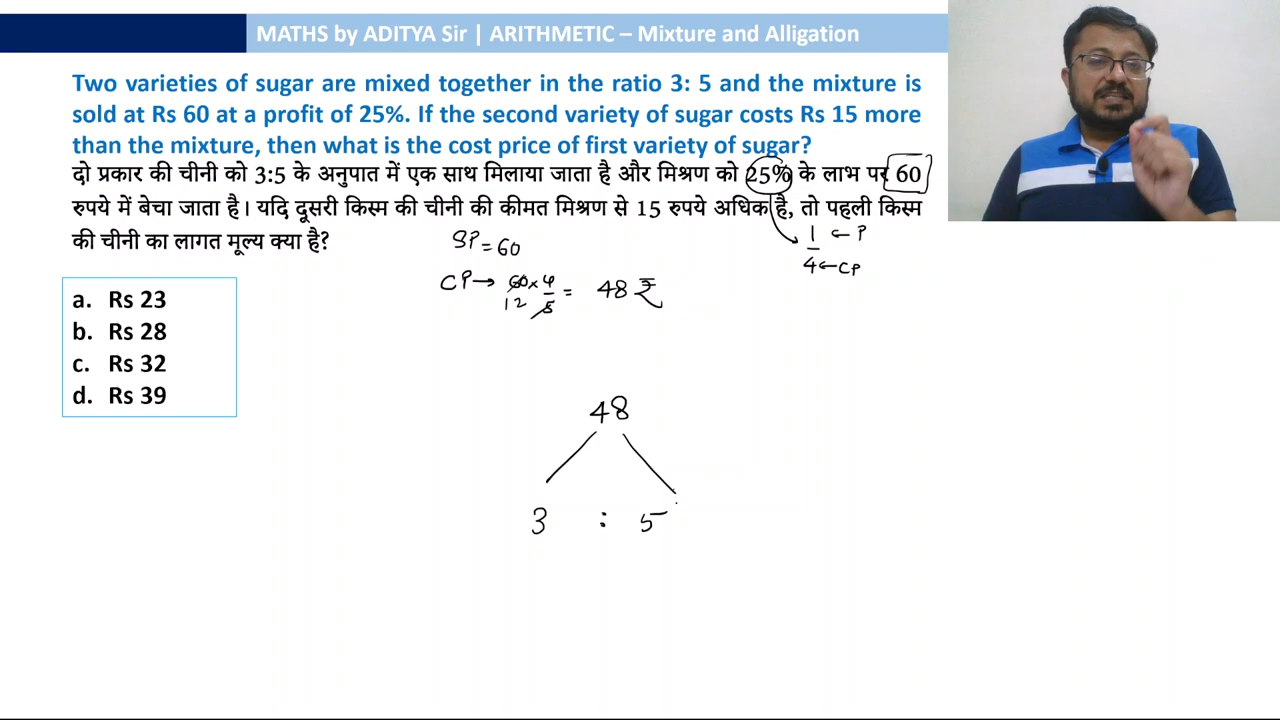 MATHS by ADITYA Sir | ARITHMETIC – Mixture and Alligation
Two varieties of sugar are mixed together in the ratio 3: 5 and the mixture is
sold at Rs 60 at a profit of 25%. If the second variety of sugar costs Rs 15 more
than the mixture, then what is the cost price of first variety of sugar?
दो प्रकार की चीनी को 3:5 के अनुपात में एक साथ मिलाया जाता है और मिश्रण को 25% के लाभ पर 60
रुपये में बेचा जाता है। यदि दूसरी किस्म की चीनी की कीमत मिश्रण से 15 रुपये अधिक है, तो पहली किस्म
की चीनी का लागत मूल्य क्या है?
SP = 60
1 ← P
4 ← CP
CP → 60 × 4 = 48 ₹
12 5
a. Rs 23
b. Rs 28
c. Rs 32
d. Rs 39
48
3 : 5